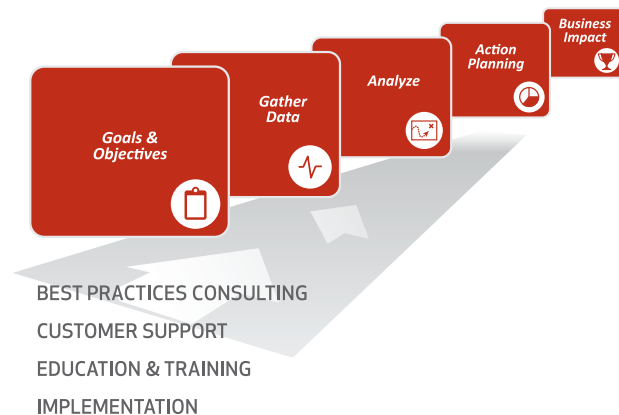 Goals &
Objectives
Gather
Data
Analyze
Action
Planning
Business
Impact
BEST PRACTICES CONSULTING
CUSTOMER SUPPORT
EDUCATION & TRAINING
IMPLEMENTATION